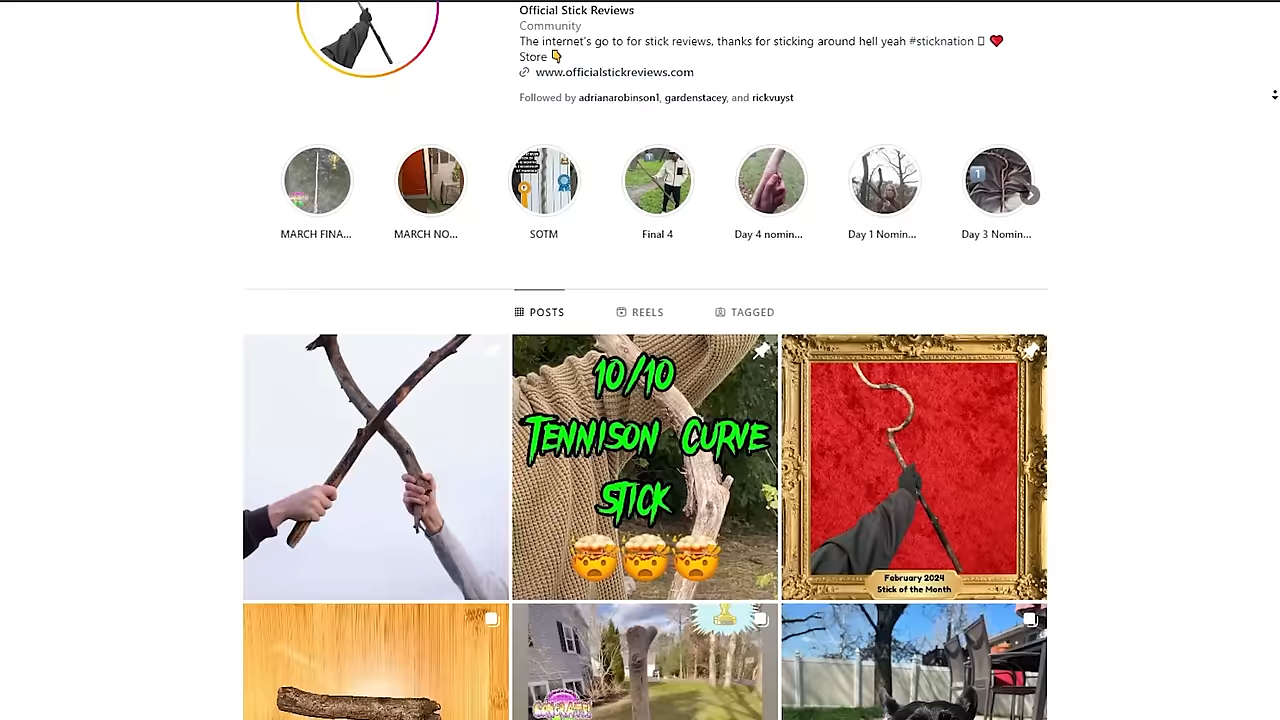 Official Stick Reviews
Community
The internet's go to for stick reviews, thanks for sticking around hell yeah #sticknation
Store
www.officialstickreviews.com
Followed by adrianarobinson1, gardenstacey, and rickvuyst
MARCH FINA...
MARCH NO...
SOTM
Final 4
Day 4 nomin...
Day 1 Nomin...
Day 3 Nomin...
POSTS
REELS
TAGGED
10/10
TENNISON CURVE
STICK
February 2024
Stick of the Month
CONGRATS!